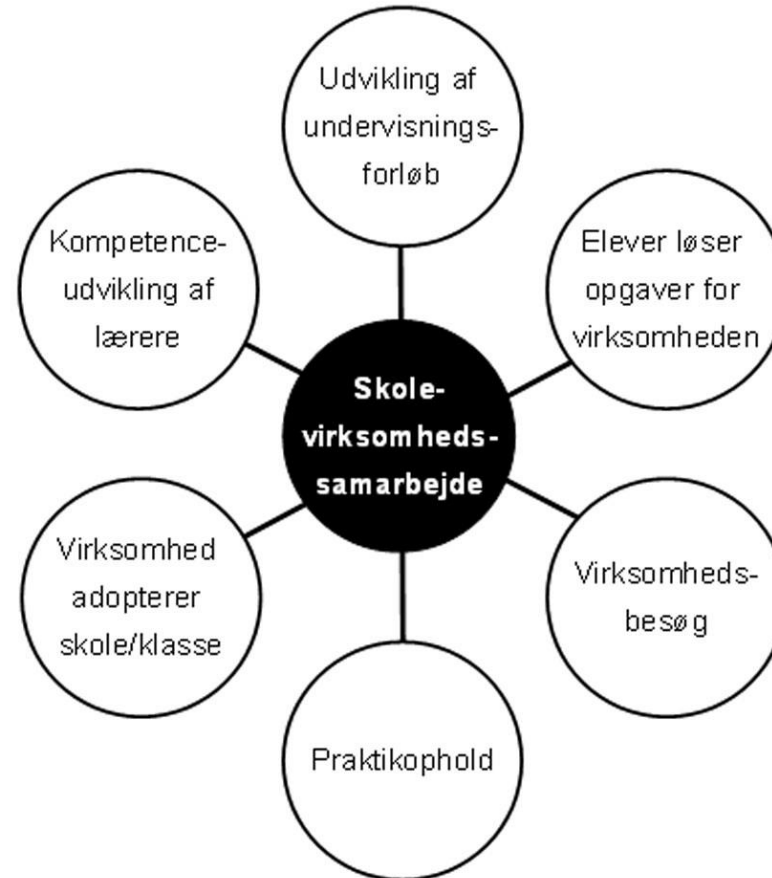 Udvikling af
undervisnings-
forløb
Kompetence-
udvikling af
lærere
Elever løser
opgaver for
virksomheden
Skole-
virksomheds-
samarbejde
Virksomhed
adopterer
skole/klasse
Virksomheds-
besøg
Praktikophold